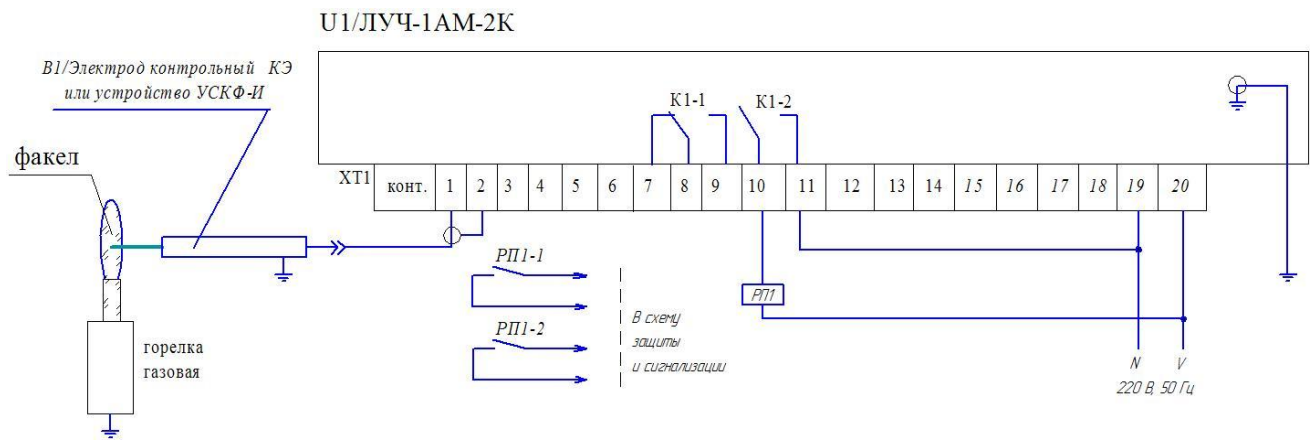 U1/ЛУЧ-1АМ-2К
В1/Электрод контрольный КЭ
или устройство УСКФ-И
К1-1
К1-2
факел
ХТ1
конт. 1 2 3 4 5 6 7 8 9 10 11 12 13 14 15 16 17 18 19 20
РП1-1
РП1
РП1-2
В схему
защиты
и сигнализации
горелка
газовая
N V
220 В, 50 Гц